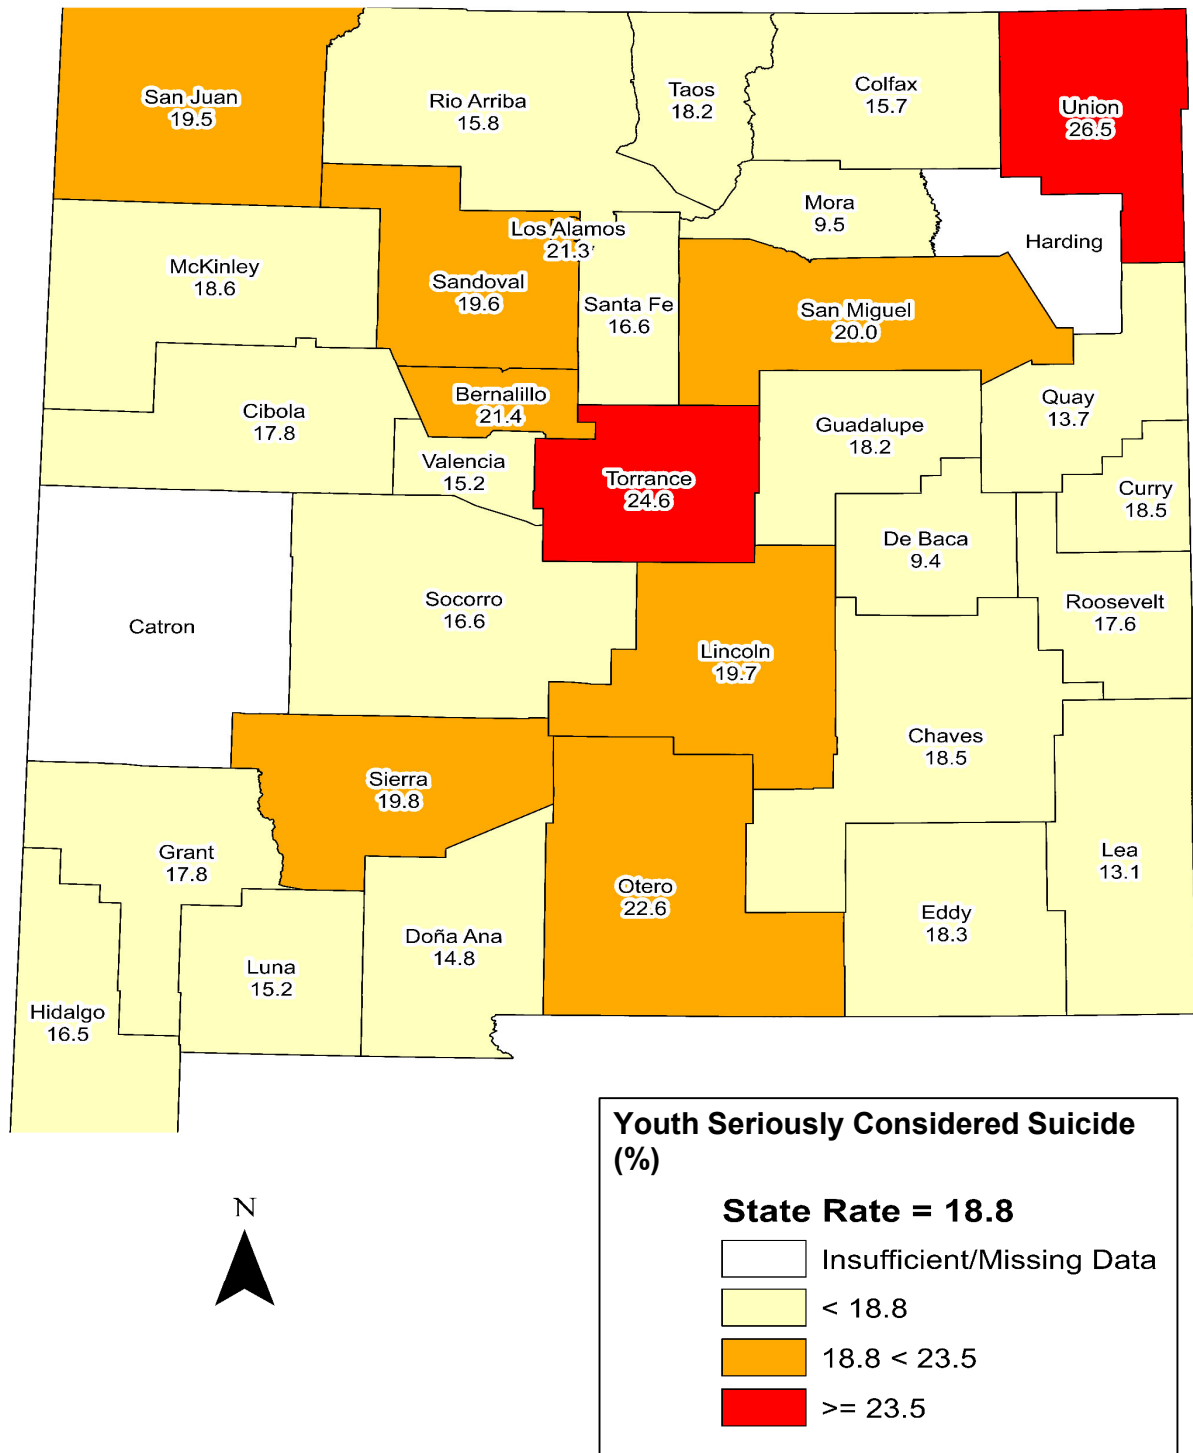 San Juan
19.5
Rio Arriba
15.8
Taos
18.2
Colfax
15.7
Union
26.5
Mora
9.5
Harding
Los Alamos
21.3
McKinley
18.6
Sandoval
19.6
Santa Fe
16.6
San Miguel
20.0
Bernalillo
21.4
Cibola
17.8
Quay
13.7
Guadalupe
18.2
Valencia
15.2
Torrance
24.6
Curry
18.5
De Baca
9.4
Socorro
16.6
Roosevelt
17.6
Catron
Lincoln
19.7
Chaves
18.5
Sierra
19.8
Grant
17.8
Lea
13.1
Otero
22.6
Eddy
18.3
Doña Ana
14.8
Luna
15.2
Hidalgo
16.5
Youth Seriously Considered Suicide
(%)
N
State Rate = 18.8
Insufficient/Missing Data
< 18.8
18.8 < 23.5
>= 23.5